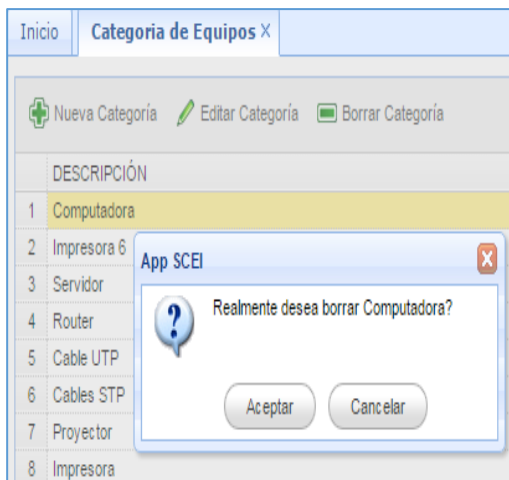 Inicio Categoria de Equipos X
Nueva Categoría Editar Categoría Borrar Categoría
DESCRIPCIÓN
1 Computadora
2 Impresora 6
3 Servidor
4 Router
5 Cable UTP
6 Cables STP
7 Proyector
8 Impresora
App SCEI
Realmente desea borrar Computadora?
Aceptar Cancelar